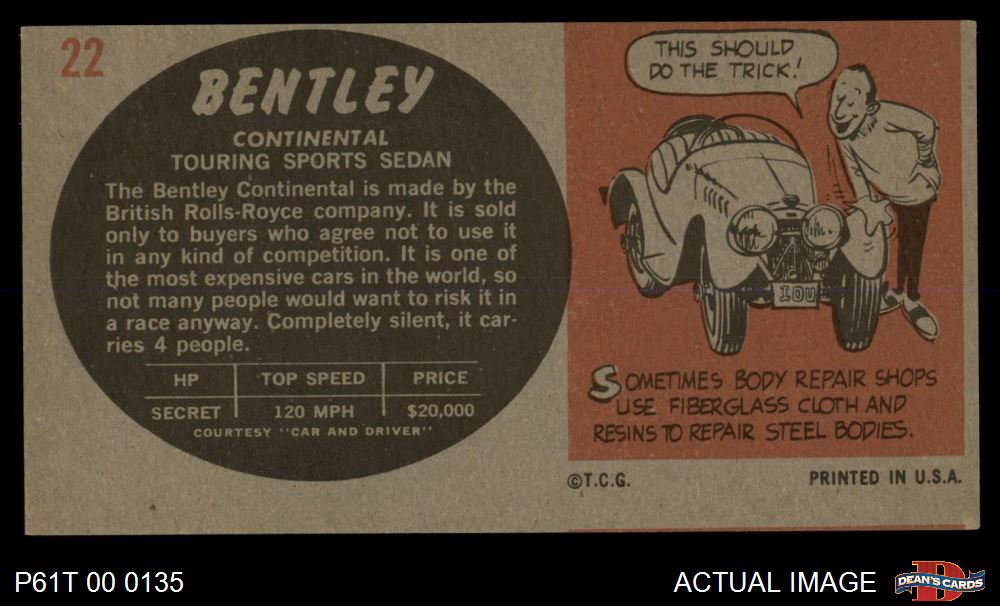 22
BENTLEY
CONTINENTAL
TOURING SPORTS SEDAN
The Bentley Continental is made by the
British Rolls-Royce company. It is sold
only to buyers who agree not to use it
in any kind of competition. It is one of
the most expensive cars in the world, so
not many people would want to risk it in
a race anyway. Completely silent, it car-
ries 4 people.
HP TOP SPEED PRICE
SECRET 120 MPH $20,000
COURTESY "CAR AND DRIVER"
THIS SHOULD
DO THE TRICK!
IOU
SOMETIMES BODY REPAIR SHOPS
USE FIBERGLASS CLOTH AND
RESINS TO REPAIR STEEL BODIES.
©T.C.G. PRINTED IN U.S.A.
P61T 00 0135
ACTUAL IMAGE
D
DEAN'S CARDS